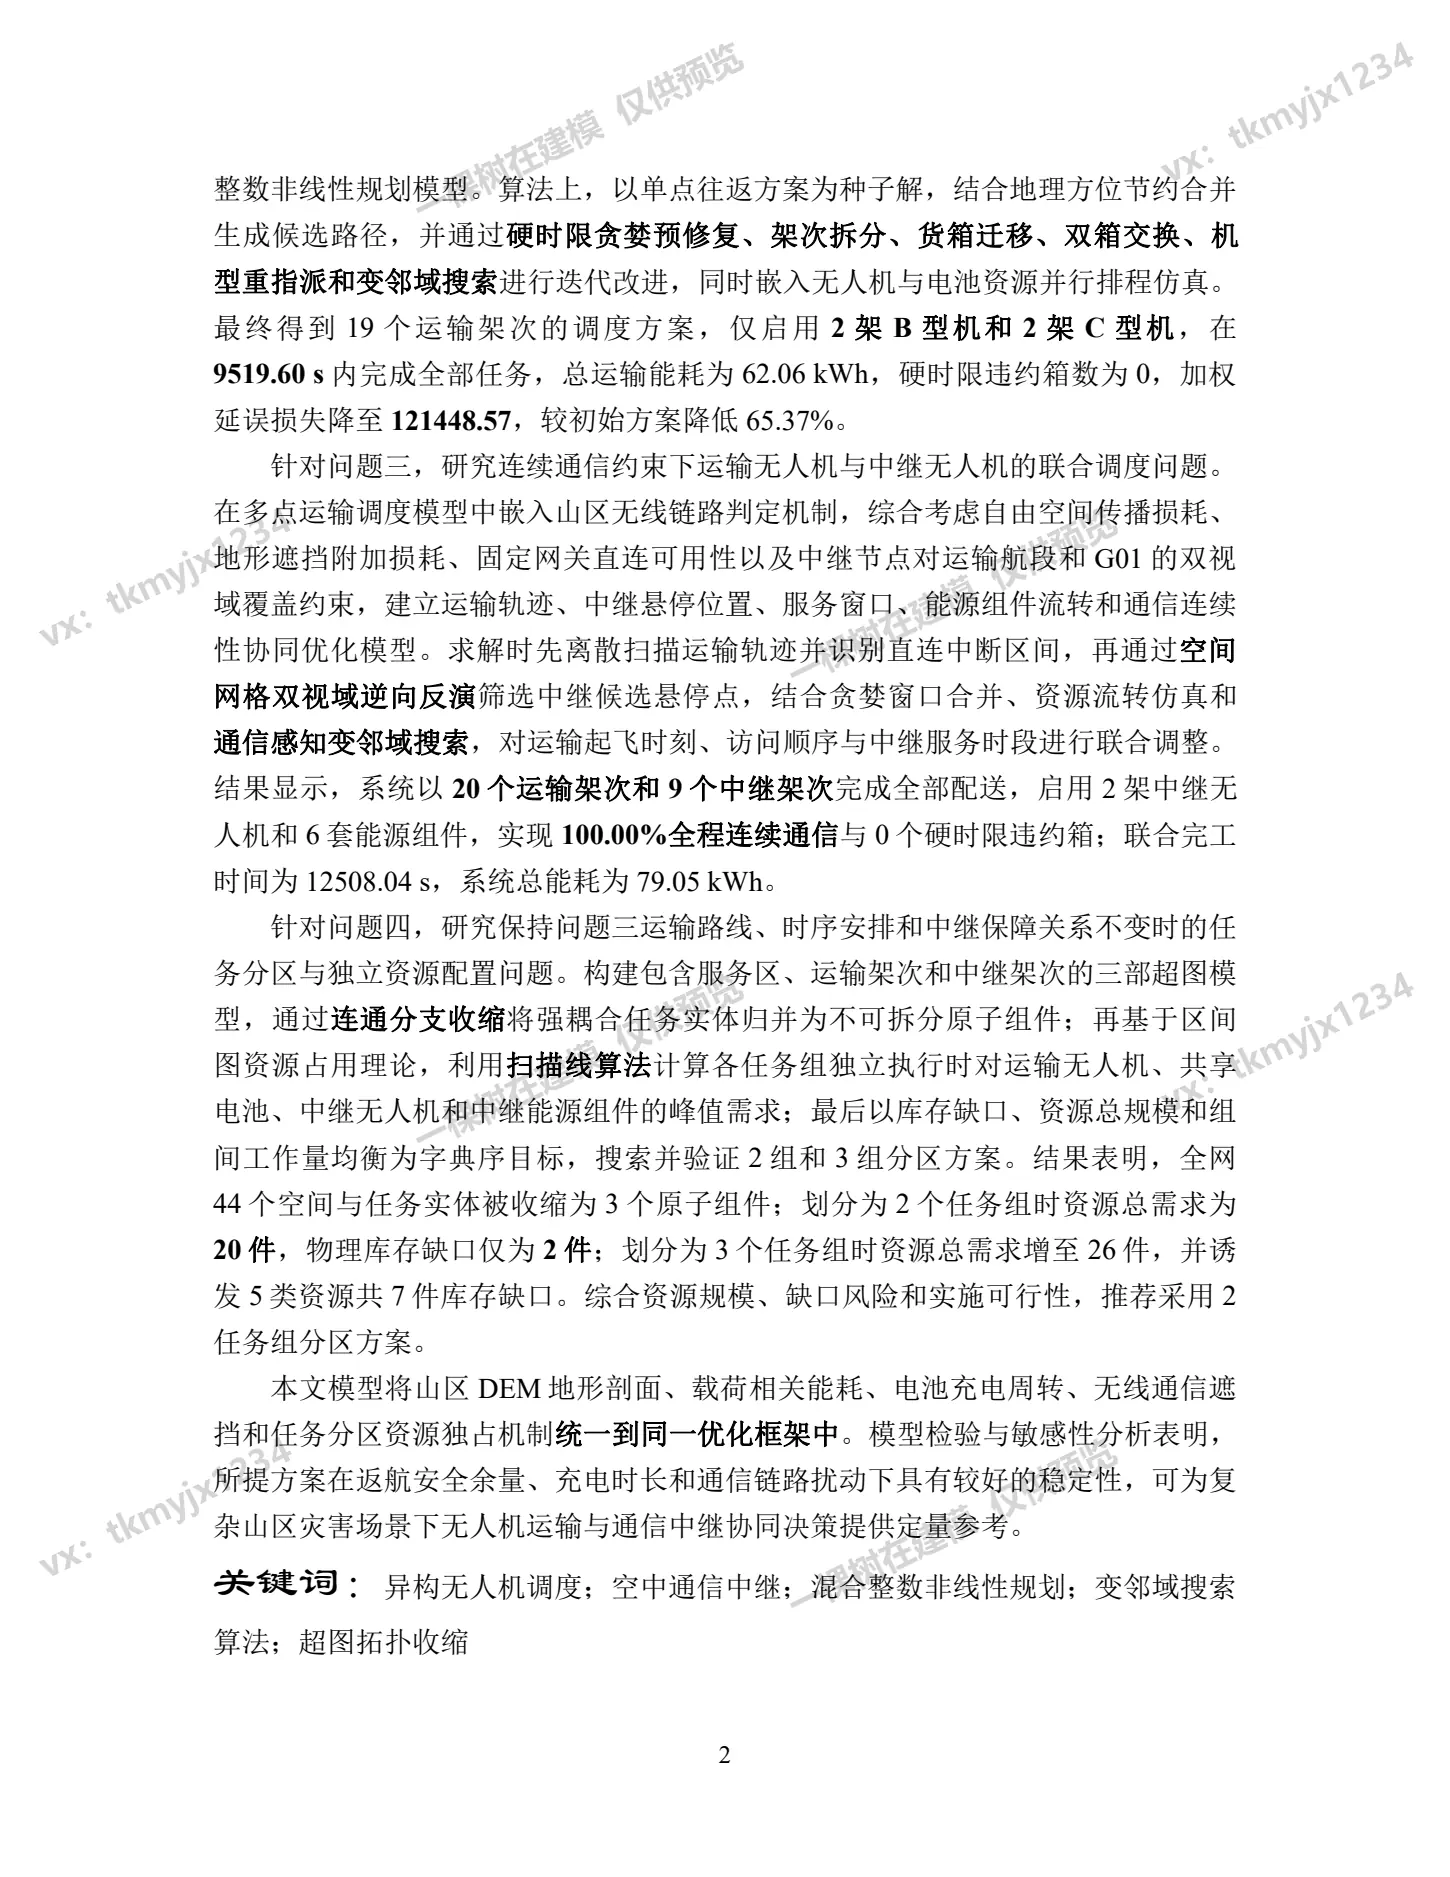 一棵树在建模 仅供预览
vx: tkmyjx1234
整数非线性规划模型。算法上，以单点往返方案为种子解，结合地理方位节约合并
生成候选路径，并通过硬时限贪婪预修复、架次拆分、货箱迁移、双箱交换、机
型重指派和变邻域搜索进行迭代改进，同时嵌入无人机与电池资源并行排程仿真。
最终得到 19 个运输架次的调度方案，仅启用 2 架 B 型机和 2 架 C 型机，在
9519.60 s 内完成全部任务，总运输能耗为 62.06 kWh，硬时限违约箱数为 0，加权
延误损失降至 121448.57，较初始方案降低 65.37%。
针对问题三，研究连续通信约束下运输无人机与中继无人机的联合调度问题。
在多点运输调度模型中嵌入山区无线链路判定机制，综合考虑自由空间传播损耗、
地形遮挡附加损耗、固定网关直连可用性以及中继节点对运输航段和 G01 的双视
域覆盖约束，建立运输轨迹、中继悬停位置、服务窗口、能源组件流转和通信连续
性协同优化模型。求解时先离散扫描运输轨迹并识别直连中断区间，再通过空间
网格双视域逆向反演筛选中继候选悬停点，结合贪婪窗口合并、资源流转仿真和
通信感知变邻域搜索，对运输起飞时刻、访问顺序与中继服务时段进行联合调整。
结果显示，系统以 20 个运输架次和 9 个中继架次完成全部配送，启用 2 架中继无
人机和 6 套能源组件，实现 100.00%全程连续通信与 0 个硬时限违约箱；联合完工
时间为 12508.04 s，系统总能耗为 79.05 kWh。
vx: tkmyjx1234
一棵树在建模 仅供预览
针对问题四，研究保持问题三运输路线、时序安排和中继保障关系不变时的任
务分区与独立资源配置问题。构建包含服务区、运输架次和中继架次的三部超图模
型，通过连通分支收缩将强耦合任务实体归并为不可拆分原子组件；再基于区间
图资源占用理论，利用扫描线算法计算各任务组独立执行时对运输无人机、共享
电池、中继无人机和中继能源组件的峰值需求；最后以库存缺口、资源总规模和组
间工作量均衡为字典序目标，搜索并验证 2 组和 3 组分区方案。结果表明，全网
44 个空间与任务实体被收缩为 3 个原子组件；划分为 2 个任务组时资源总需求为
20 件，物理库存缺口仅为 2 件；划分为 3 个任务组时资源总需求增至 26 件，并诱
发 5 类资源共 7 件库存缺口。综合资源规模、缺口风险和实施可行性，推荐采用 2
任务组分区方案。
一棵树在建模 仅供预览
vx: tkmyjx1234
本文模型将山区 DEM 地形剖面、载荷相关能耗、电池充电周转、无线通信遮
挡和任务分区资源独占机制统一到同一优化框架中。模型检验与敏感性分析表明，
所提方案在返航安全余量、充电时长和通信链路扰动下具有较好的稳定性，可为复
杂山区灾害场景下无人机运输与通信中继协同决策提供定量参考。
vx: tkmyjx1234
一棵树在建模 仅供预览
关键词：异构无人机调度；空中通信中继；混合整数非线性规划；变邻域搜索
算法；超图拓扑收缩
2